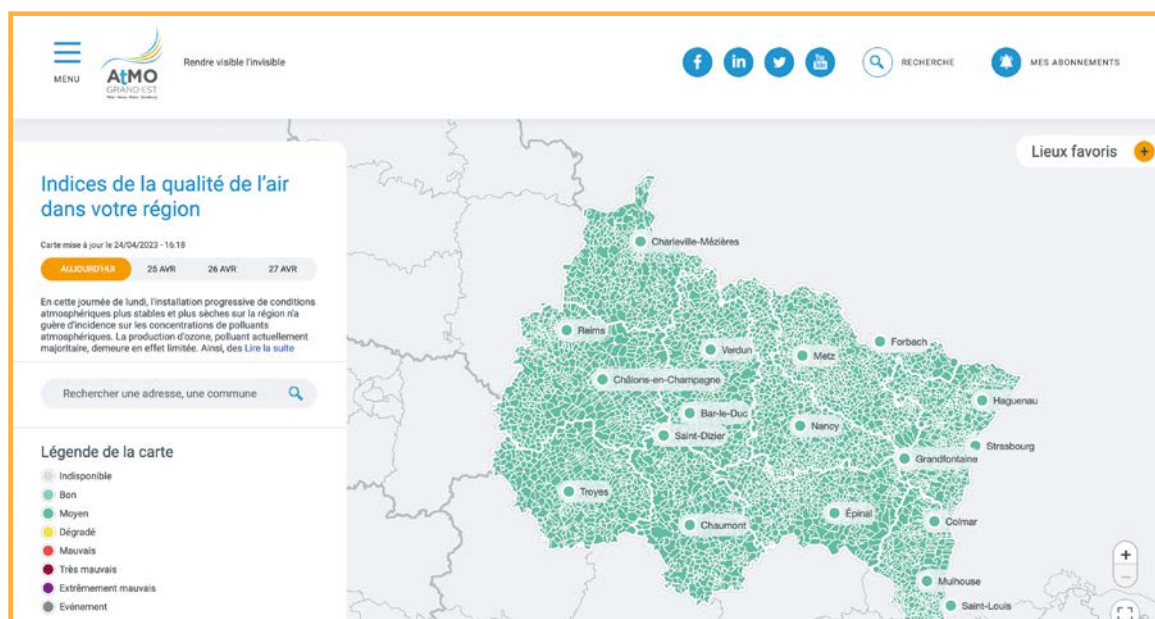 MENU
AtMO
GRAND EST
Rendre visible l'invisible
RECHERCHE
MES ABONNEMENTS
Lieux favoris
Indices de la qualité de l'air
dans votre région
Carte mise à jour le 24/04/2023 - 16:18
AUJOURD'HUI 25 AVR 26 AVR 27 AVR
En cette journée de lundi, l'installation progressive de conditions
atmosphériques plus stables et plus sèches sur la région n'a
guère d'incidence sur les concentrations de polluants
atmosphériques. La production d'ozone, polluant actuellement
majoritaire, demeure en effet limitée. Ainsi, des Lire la suite
Rechercher une adresse, une commune
Légende de la carte
Indisponible
Bon
Moyen
Dégradé
Mauvais
Très mauvais
Extrêmement mauvais
Evénement
Charleville-Mézières
Reims
Verdun
Metz
Forbach
Châlons-en-Champagne
Haguenau
Bar-le-Duc
Nancy
Saint-Dizier
Strasbourg
Grandfontaine
Troyes
Chaumont
Épinal
Colmar
Mulhouse
Saint-Louis